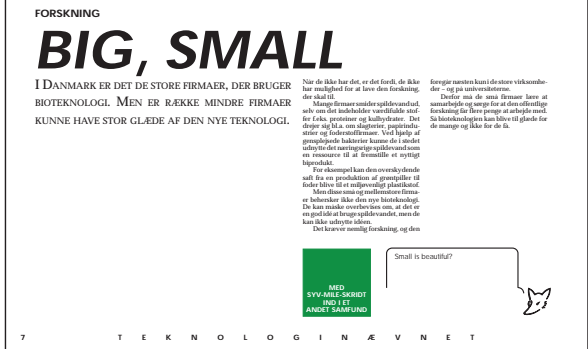 FORSKNING
BIG, SMALL
I DANMARK ER DET DE STORE FIRMAER, DER BRUGER
BIOTEKNOLOGI. MEN ER RÆKKE MINDRE FIRMAER
KUNNE HAVE STOR GLÆDE AF DEN NYE TEKNOLOGI.
Når de ikke har det, er det fordi, de ikke
har mulighed for at lave den forskning,
der skal til.
Mange firmaer smider spildevand ud,
selv om det indeholder værdifulde stof-
fer f.eks. proteiner og kulhydrater. Det
drejer sig bl.a. om slagterier, papirindu-
strier og foderstoffirmaer. Ved hjælp af
gensplejsede bakterier kunne de i stedet
udnytte det næringsrige spildevand som
en ressource til at fremstille et nyttigt
biprodukt.
For eksempel kan den overskydende
saft fra en produktion af grøntpiller til
foder blive til et miljøvenligt plastikstof.
Men disse små og mellemstore firma-
er behersker ikke den nye bioteknologi.
De kan måske overbevises om, at det er
en god idé at bruge spildevandet, men de
kan ikke udnytte idéen.
Det kræver nemlig forskning, og den
foregår næsten kun i de store virksomhe-
der – og på universiteterne.
Derfor må de små firmaer lære at
samarbejde og sørge for at den offentlige
forskning får flere penge at arbejde med.
Så bioteknologien kan blive til glæde for
de mange og ikke for de få.
MED
SYV-MILE-SKRIDT
IND I ET
ANDET SAMFUND
Small is beautiful?
7 TEKNOLOGINÆVNET